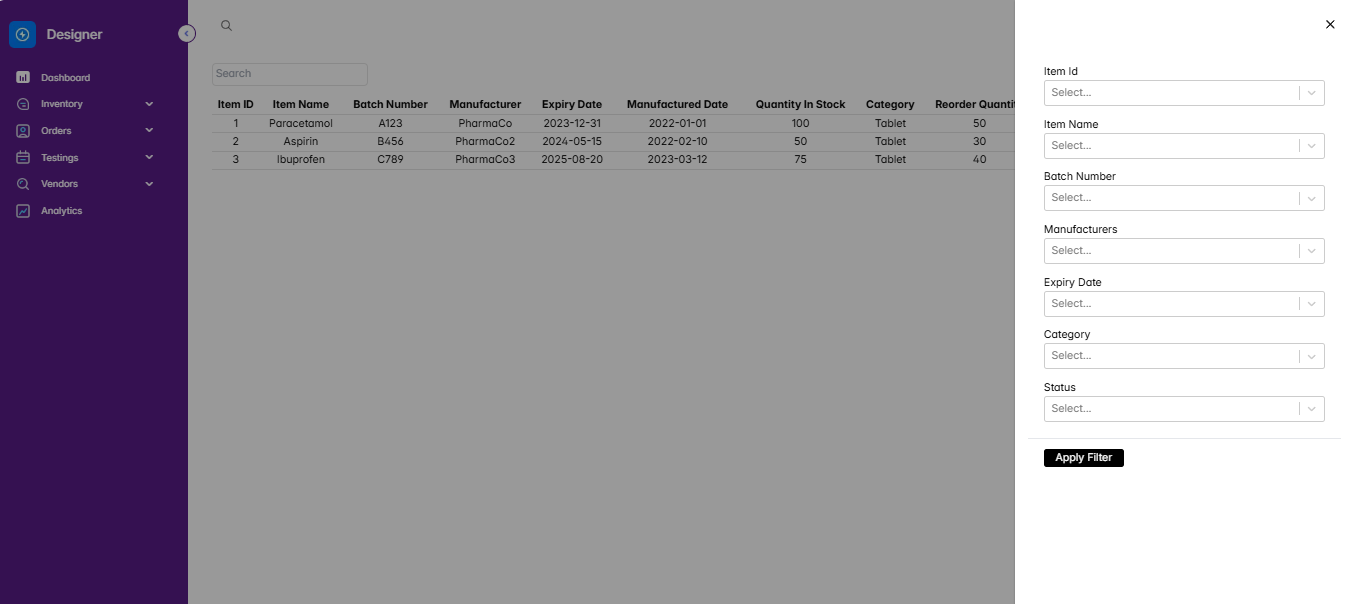 Designer
Dashboard
Inventory
Orders
Testings
Vendors
Analytics
Search
Item ID Item Name Batch Number Manufacturer Expiry Date Manufactured Date Quantity In Stock Category Reorder
1 Paracetamol A123 PharmaCo 2023-12-31 2022-01-01 100 Tablet 50
2 Aspirin B456 PharmaCo2 2024-05-15 2022-02-10 50 Tablet 30
3 Ibuprofen C789 PharmaCo3 2025-08-20 2023-03-12 75 Tablet 40
Item Id
Select...
Item Name
Select...
Batch Number
Select...
Manufacturers
Select...
Expiry Date
Select...
Category
Select...
Status
Select...
Apply Filter